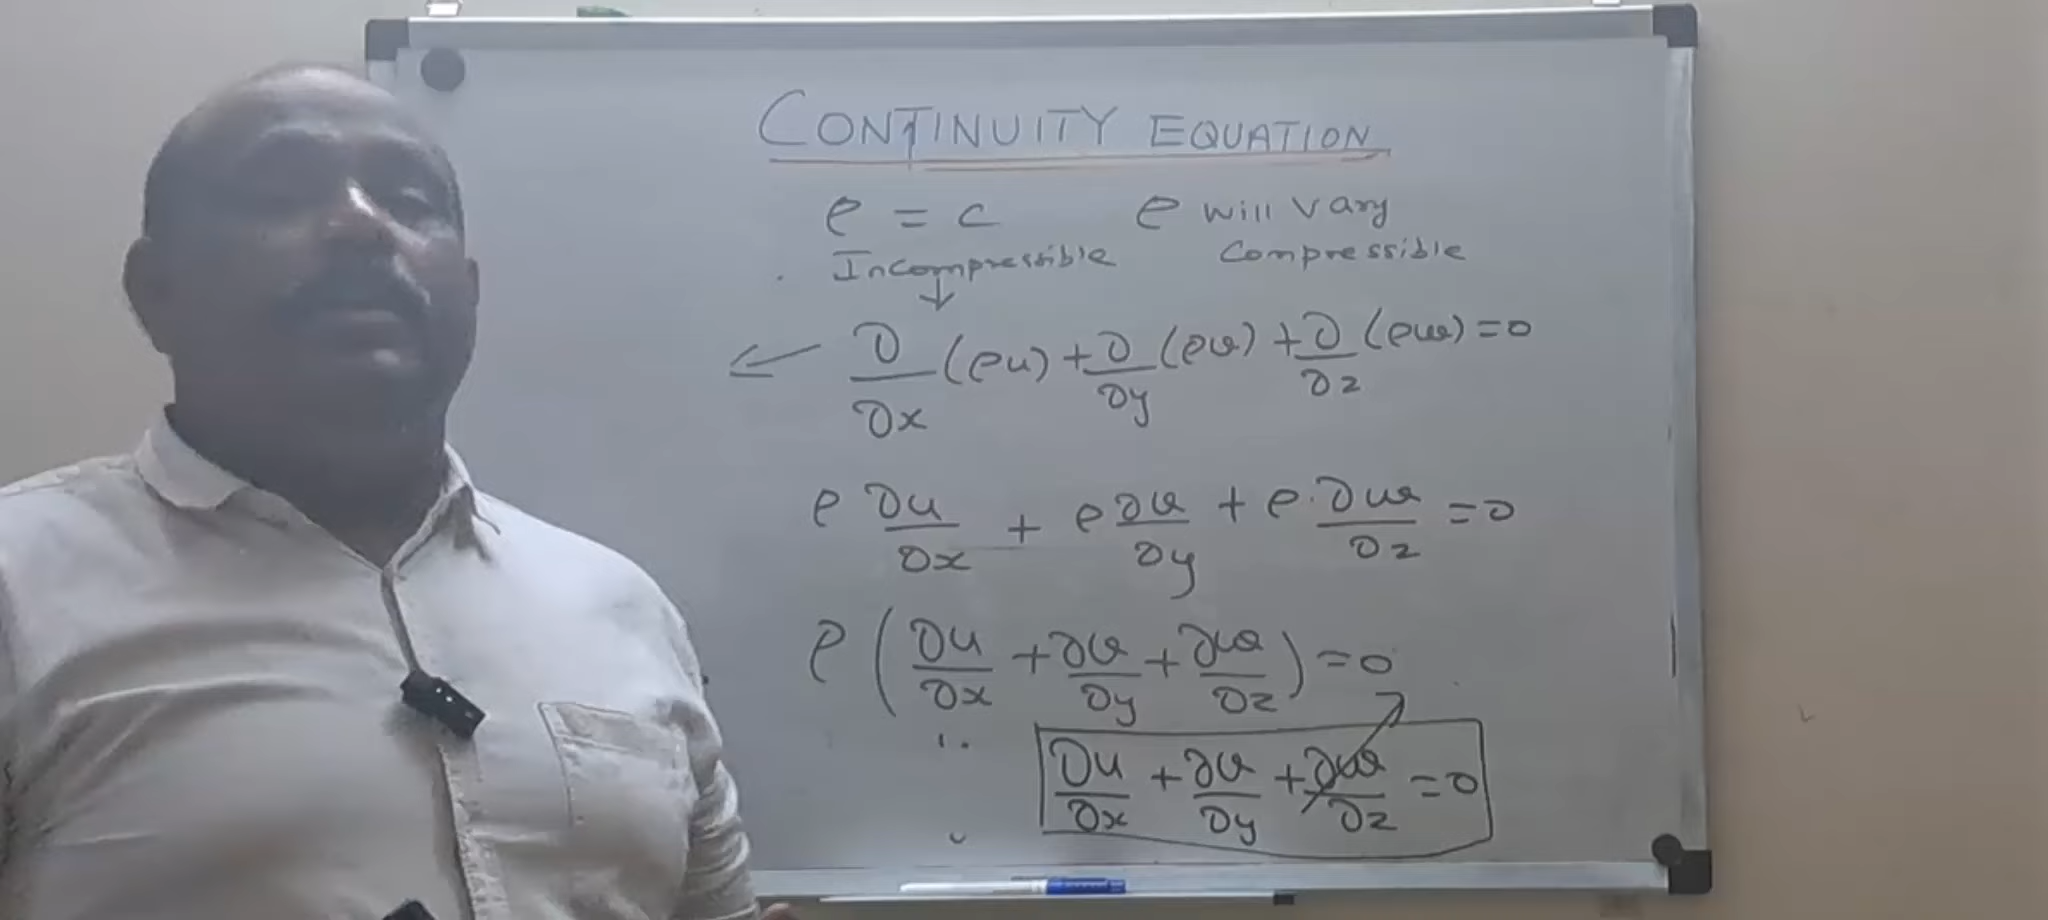 CONTINUITY EQUATION
ρ = c ρ will vary
Incompressible Compressible
↓
← ∂/∂x (ρu) + ∂/∂y (ρv) + ∂/∂z (ρw) = 0
ρ ∂u/∂x + ρ ∂v/∂y + ρ · ∂w/∂z = 0
ρ (∂u/∂x + ∂v/∂y + ∂w/∂z) = 0
∂u/∂x + ∂v/∂y + ∂w/∂z = 0